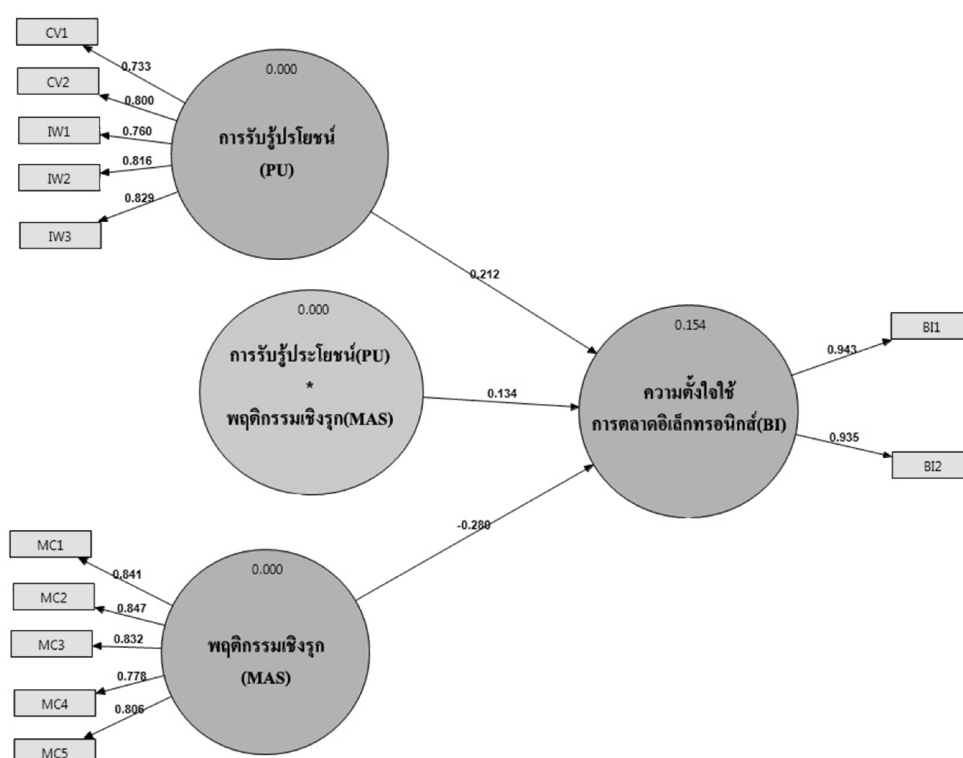 CV1
0.733
CV2
0.800
IW1
0.760
IW2
0.816
IW3
0.829
0.000
การรับรู้ปรโยชน์
(PU)
0.212
0.000
การรับรู้ประโยชน์(PU)
*
พฤติกรรมเชิงรุก(MAS)
0.134
0.154
ความตั้งใจใช้
การตลาดอิเล็กทรอนิกส์(BI)
0.943
BI1
0.935
BI2
-0.280
MC1
0.841
MC2
0.847
MC3
0.832
MC4
0.778
MC5
0.806
0.000
พฤติกรรมเชิงรุก
(MAS)